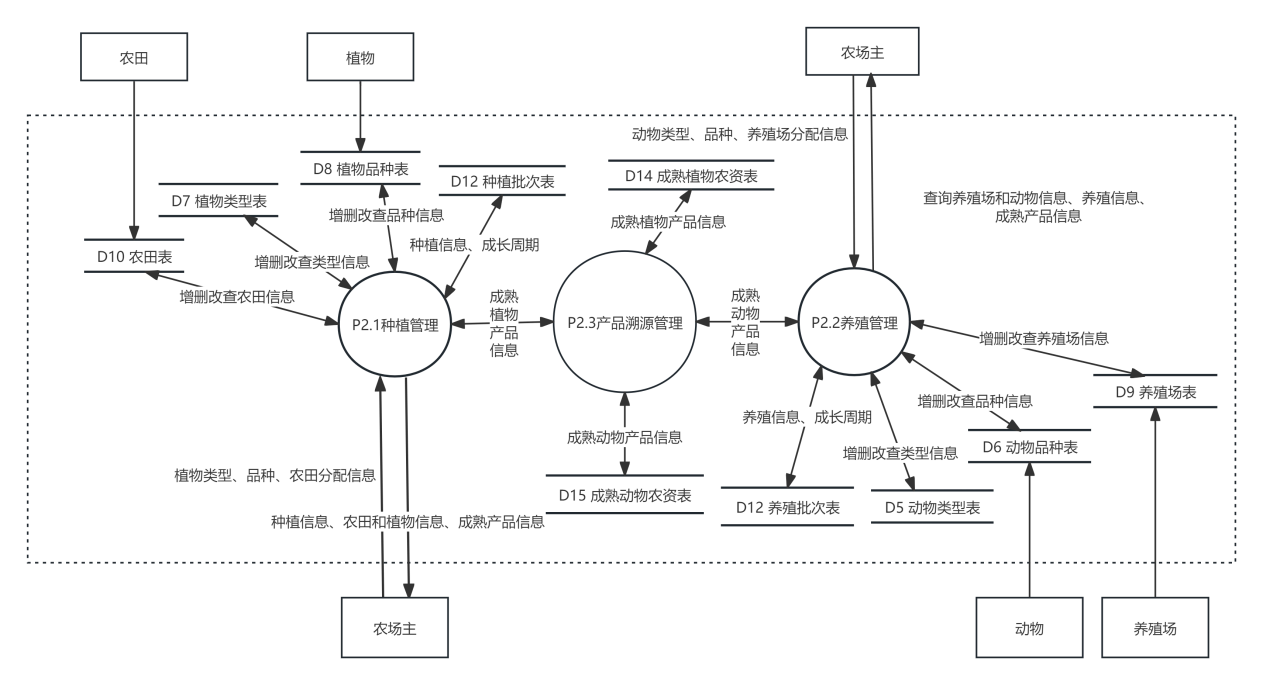 农田
植物
农场主
动物类型、品种、养殖场分配信息
D8 植物品种表
D12 种植批次表
D14 成熟植物农资表
D7 植物类型表
查询养殖场和动物信息、养殖信息、
成熟产品信息
增删改查品种信息
成熟植物产品信息
种植信息、成长周期
D10 农田表
增删改查类型信息
增删改查农田信息
P2.1种植管理
成熟
植物
产品
信息
P2.3产品溯源管理
成熟
动物
产品
信息
P2.2养殖管理
增删改查养殖场信息
D9 养殖场表
增删改查品种信息
养殖信息、成长周期
成熟动物产品信息
D6 动物品种表
增删改查类型信息
植物类型、品种、农田分配信息
D15 成熟动物农资表
D12 养殖批次表
D5 动物类型表
种植信息、农田和植物信息、成熟产品信息
农场主
动物
养殖场